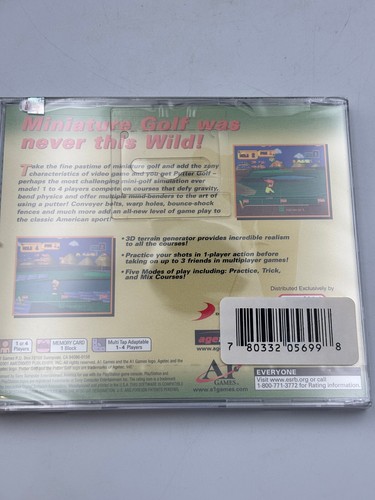 Miniature Golf was
never this Wild!
Take the fine pastime of miniature golf and add the zany
characteristics of video game and you get Putter Golf –
perhaps the most challenging mini-golf simulation ever
made! 1 to 4 players compete on courses that defy gravity,
bend physics and offer multiple mind-benders to the art of
using a putter! Conveyer belts, warp holes, bounce-shock
fences and much more add an all-new level of game play to
the classic American sport!
• 3D terrain generator provides incredible realism
to all the courses!
• Practice your shots in 1-player action before
taking on up to 3 friends in multiplayer games!
• Five Modes of play including: Practice, Trick,
and Mix Courses!
Distributed Exclusively by
7 80332 05699 8
MEMORY CARD
1 Block
Multi Tap Adaptable
1-4 Players
Players
A1
GAMES
www.a1games.com
EVERYONE
Visit www.esrb.org or call
1-800-771-3772 for Rating Information.